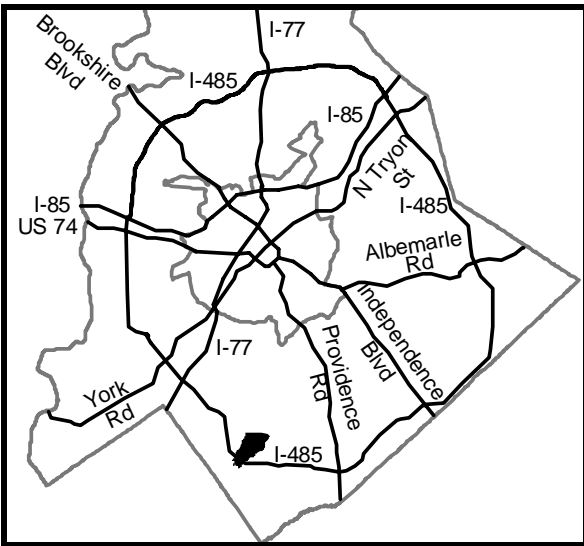 I-77
Brookshire
Blvd
I-485
I-85
N Tryon
St
I-85
I-485
US 74
Albemarle
Rd
Independence
Blvd
I-77
Providence
Rd
York
Rd
I-485